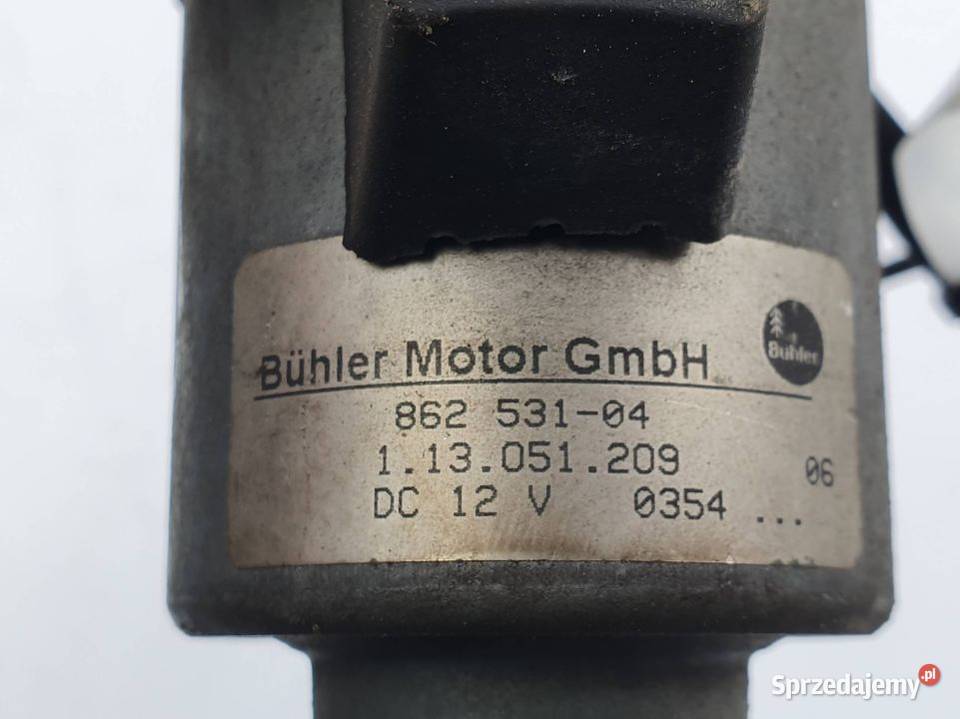 Bühler Motor GmbH
Bühler
862 531-04
1.13.051.209
06
DC 12 V 0354 ...
Sprzedajemy.pl